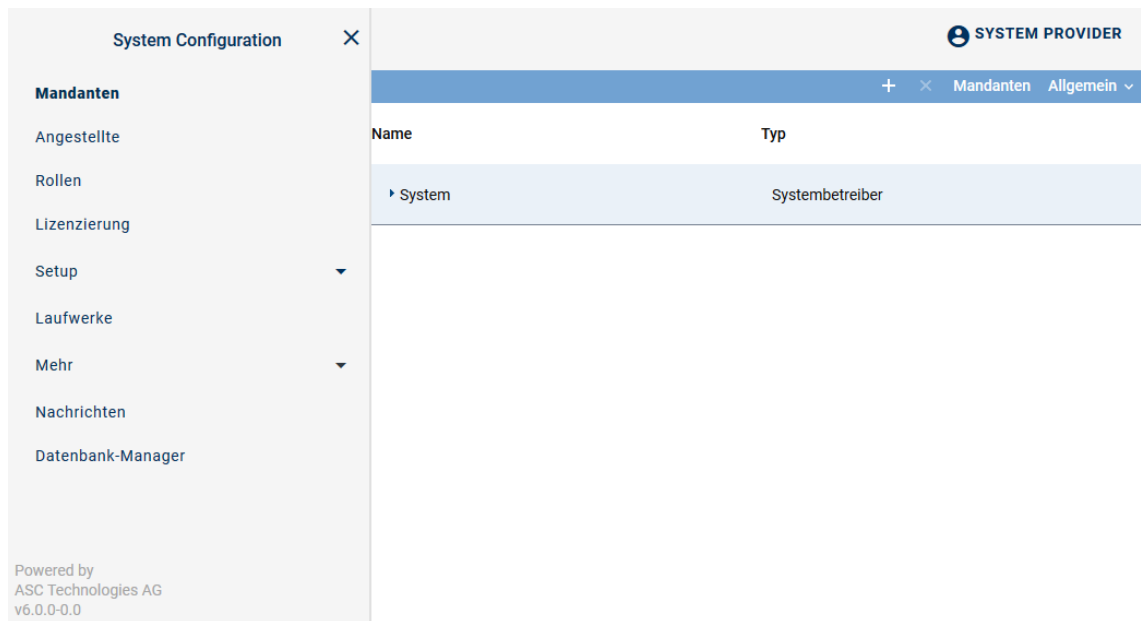 System Configuration
SYSTEM PROVIDER
Mandanten
Mandanten Allgemein
Angestellte
Name Typ
Rollen
System Systembetreiber
Lizenzierung
Setup
Laufwerke
Mehr
Nachrichten
Datenbank-Manager
Powered by
ASC Technologies AG
v6.0.0-0.0